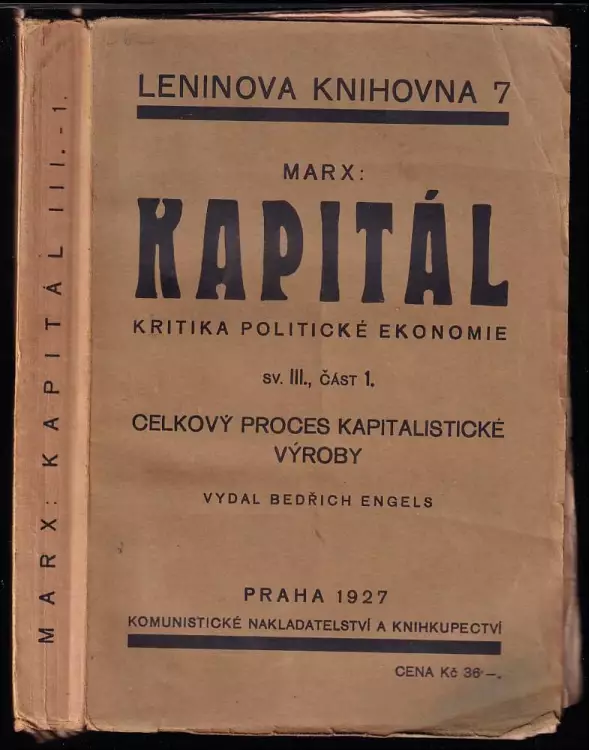 MARX: KAPITÁL III.-1.
LENINOVA KNIHOVNA 7
MARX:
KAPITÁL
KRITIKA POLITICKÉ EKONOMIE
SV. III., ČÁST 1.
CELKOVÝ PROCES KAPITALISTICKÉ
VÝROBY
VYDAL BEDŘICH ENGELS
PRAHA 1927
KOMUNISTICKÉ NAKLADATELSTVÍ A KNIHKUPECTVÍ
CENA Kč 36·—.